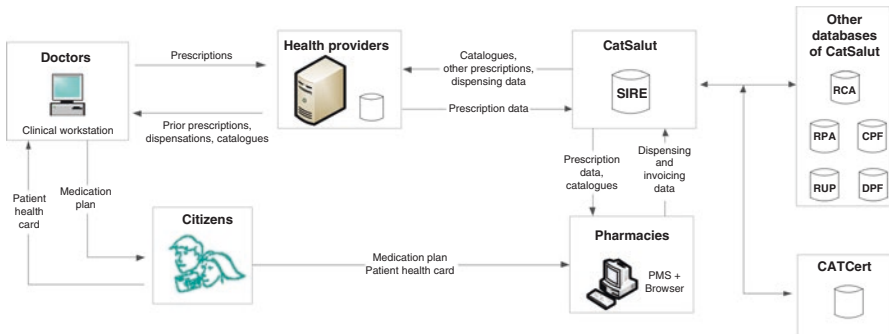 Doctors
Clinical workstation
Prescriptions
Prior prescriptions,
dispensations, catalogues
Health providers
Catalogues,
other prescriptions,
dispensing data
Prescription data
CatSalut
SIRE
Other
databases
of CatSalut
RCA
RPA
CPF
RUP
DPF
Patient
health
card
Medication
plan
Citizens
Medication plan
Patient health card
Prescription
data,
catalogues
Dispensing
and
invoicing
data
Pharmacies
PMS +
Browser
CATCert